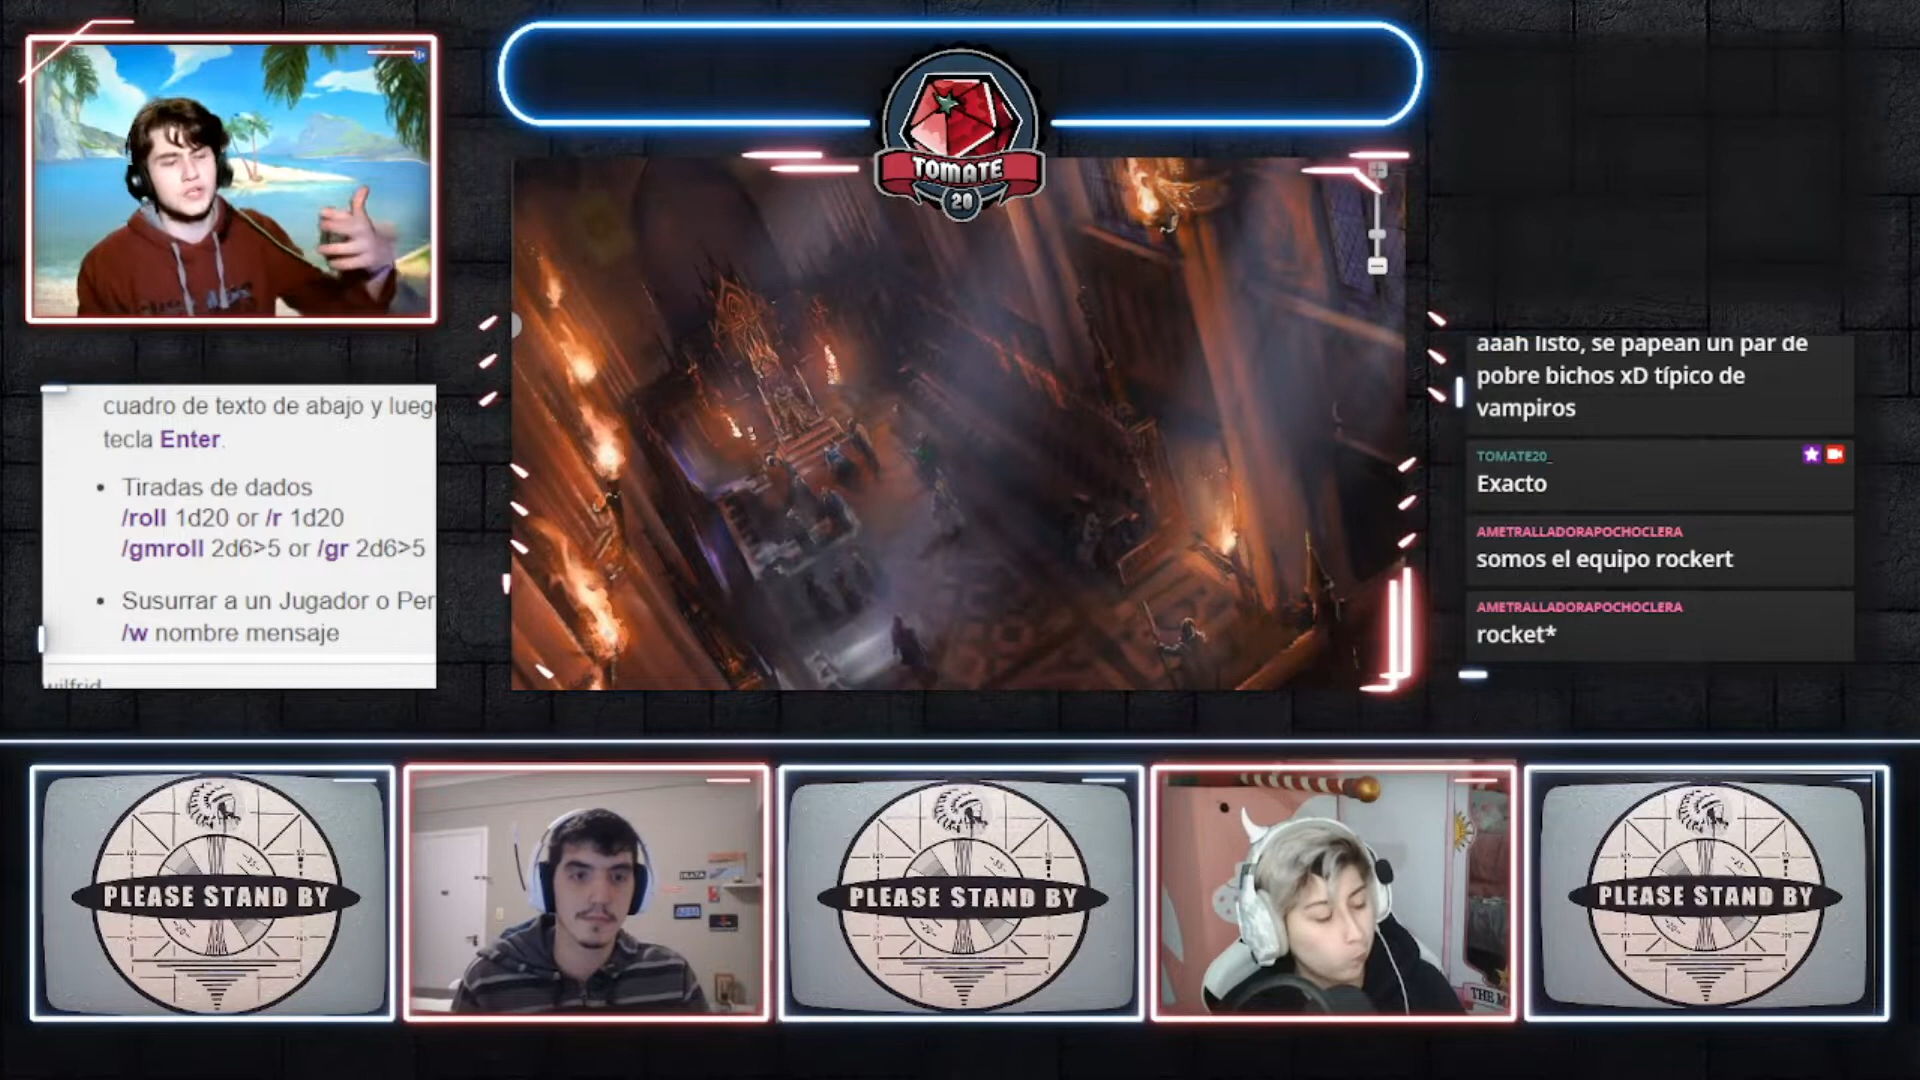 TOMATE
20
cuadro de texto de abajo y lueg
tecla Enter.
• Tiradas de dados
/roll 1d20 or /r 1d20
/gmroll 2d6>5 or /gr 2d6>5
• Susurrar a un Jugador o Per
/w nombre mensaje
wilfrid
aaah listo, se papean un par de
pobre bichos xD típico de
vampiros
TOMATE20_
Exacto
AMETRALLADORAPOCHOCLERA
somos el equipo rockert
AMETRALLADORAPOCHOCLERA
rocket*
PLEASE STAND BY
PLEASE STAND BY
THE M
PLEASE STAND BY